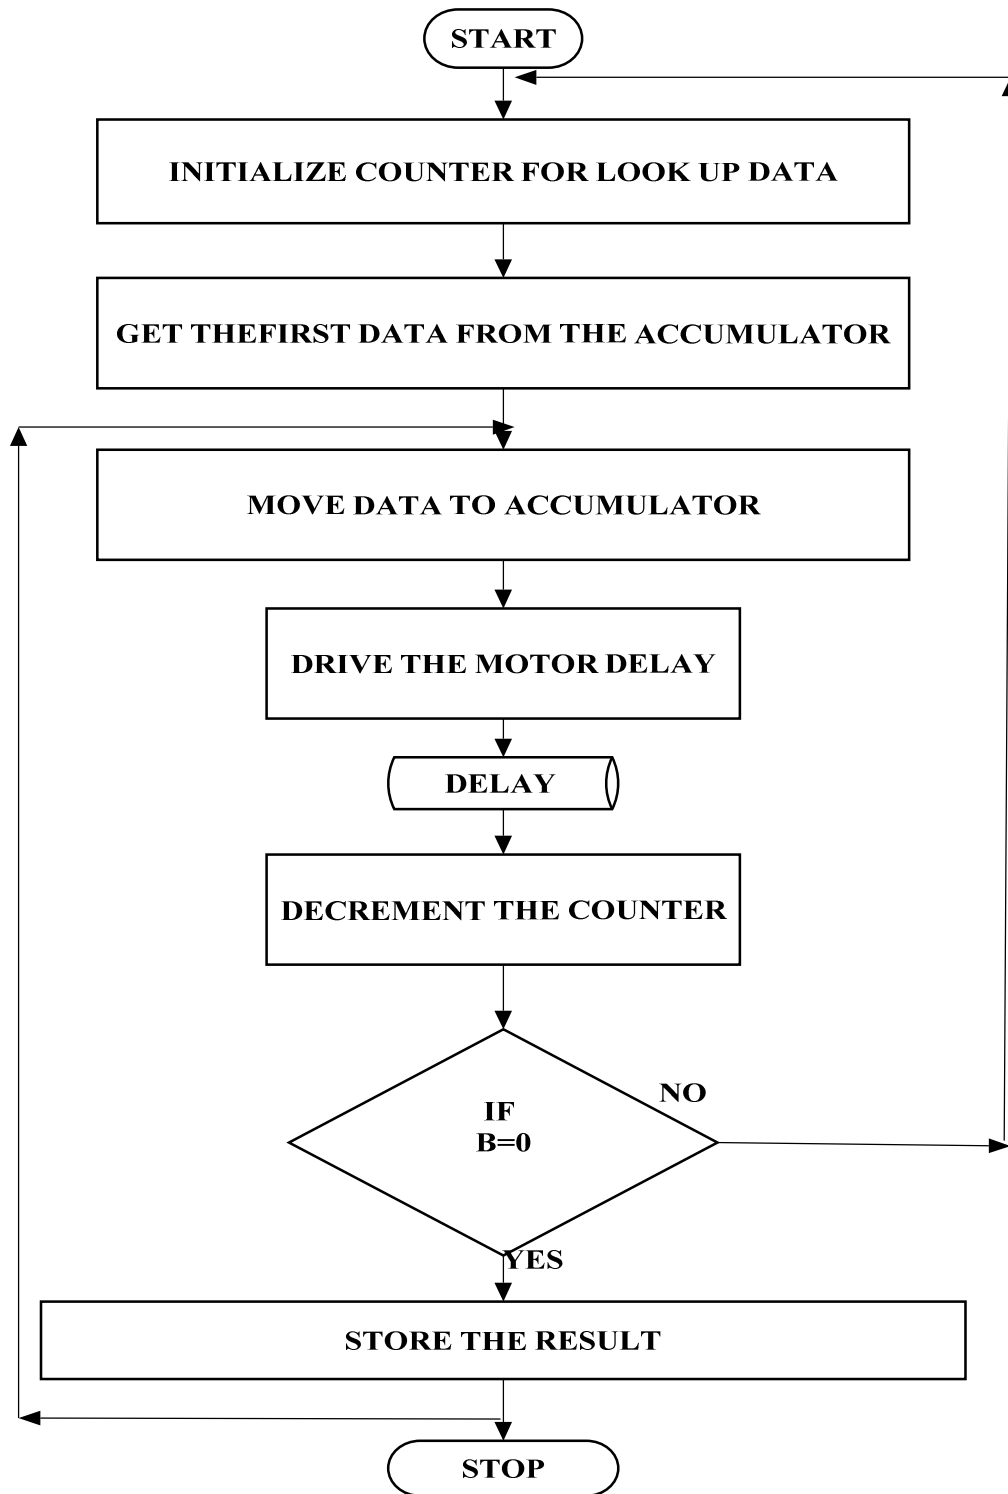 START
INITIALIZE COUNTER FOR LOOK UP DATA
GET THEFIRST DATA FROM THE ACCUMULATOR
MOVE DATA TO ACCUMULATOR
DRIVE THE MOTOR DELAY
DELAY
DECREMENT THE COUNTER
NO
IF
B=0
YES
STORE THE RESULT
STOP